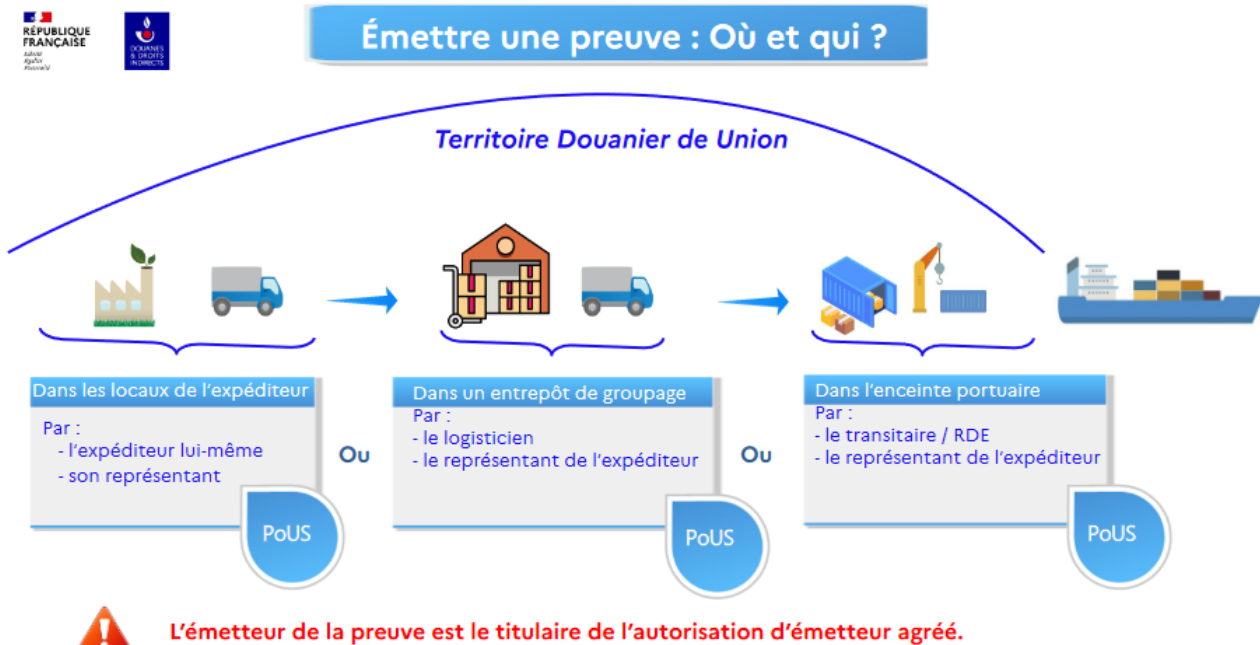 RÉPUBLIQUE
FRANÇAISE
Liberté
Égalité
Fraternité
DOUANES
& DROITS
INDIRECTS
Émettre une preuve : Où et qui ?
Territoire Douanier de Union
Dans les locaux de l'expéditeur
Par :
- l'expéditeur lui-même
- son représentant
PoUS
Ou
Dans un entrepôt de groupage
Par :
- le logisticien
- le représentant de l'expéditeur
PoUS
Ou
Dans l'enceinte portuaire
Par :
- le transitaire / RDE
- le représentant de l'expéditeur
PoUS
L'émetteur de la preuve est le titulaire de l'autorisation d'émetteur agréé.